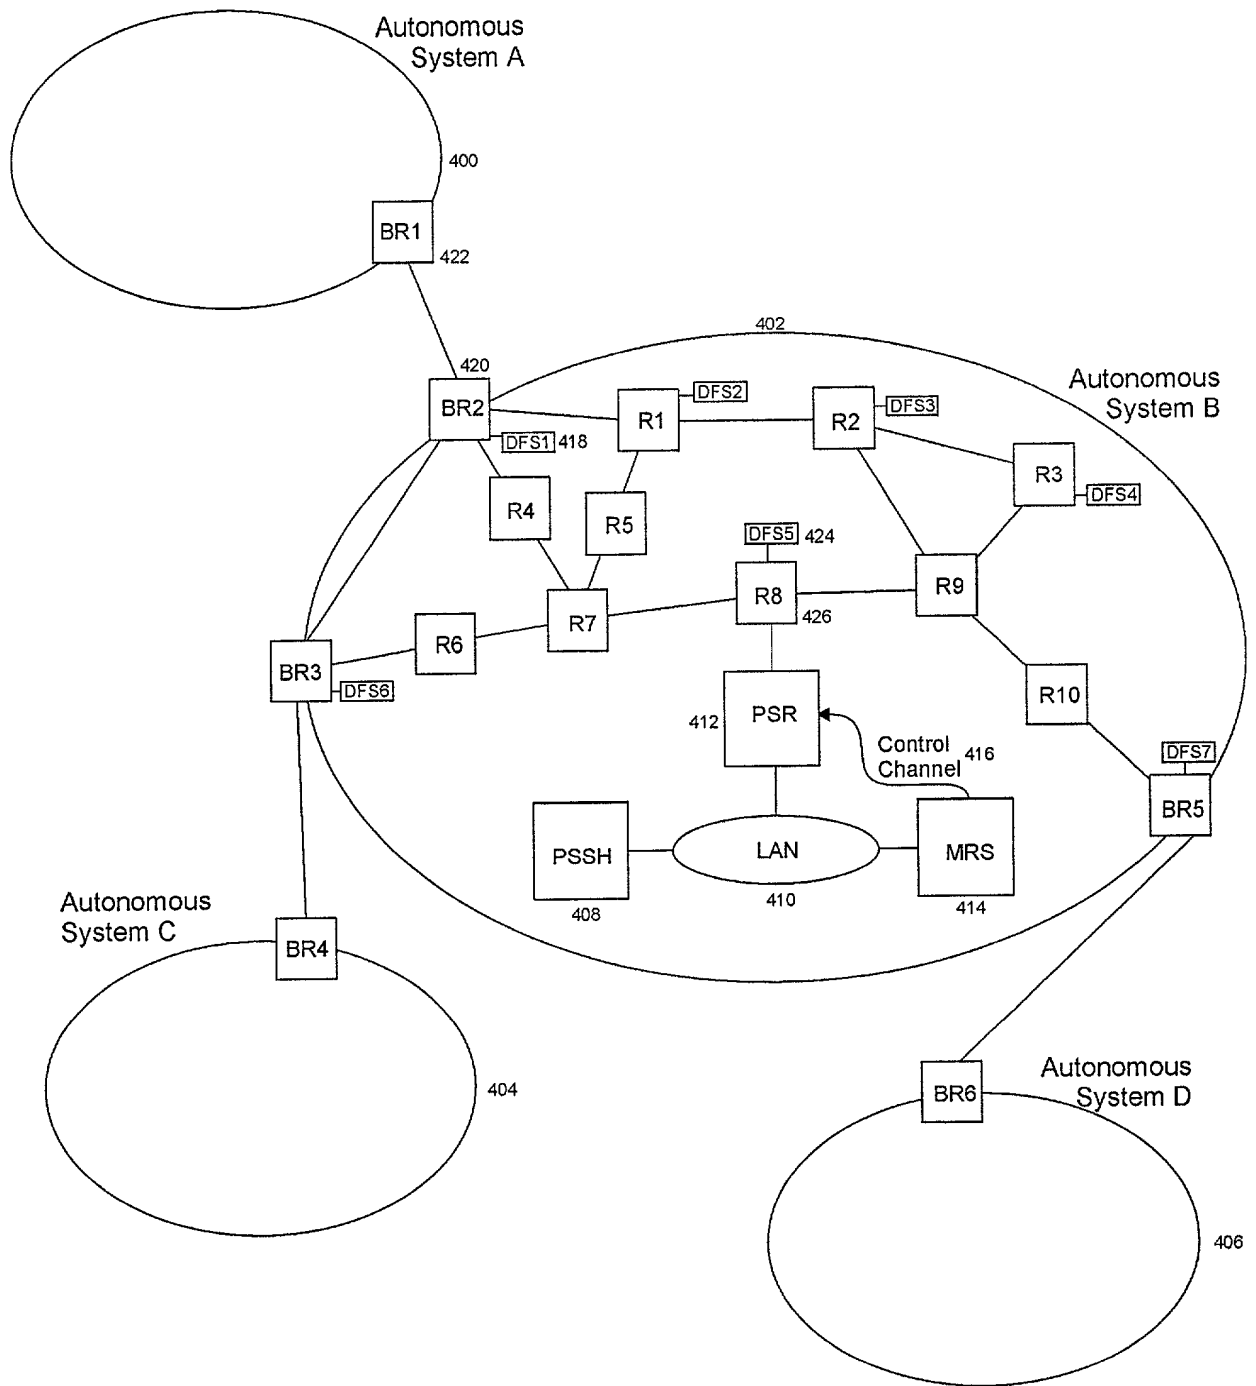 Autonomous
System A
400
BR1
422
402
420
Autonomous
System B
BR2
DFS1 418
R1
DFS2
R2
DFS3
R3
DFS4
R4
R5
DFS5 424
R9
R8
426
R7
R6
BR3
DFS6
R10
PSR
412
Control
Channel 416
DFS7
BR5
PSSH
408
LAN
410
MRS
414
Autonomous
System C
BR4
404
Autonomous
System D
BR6
406